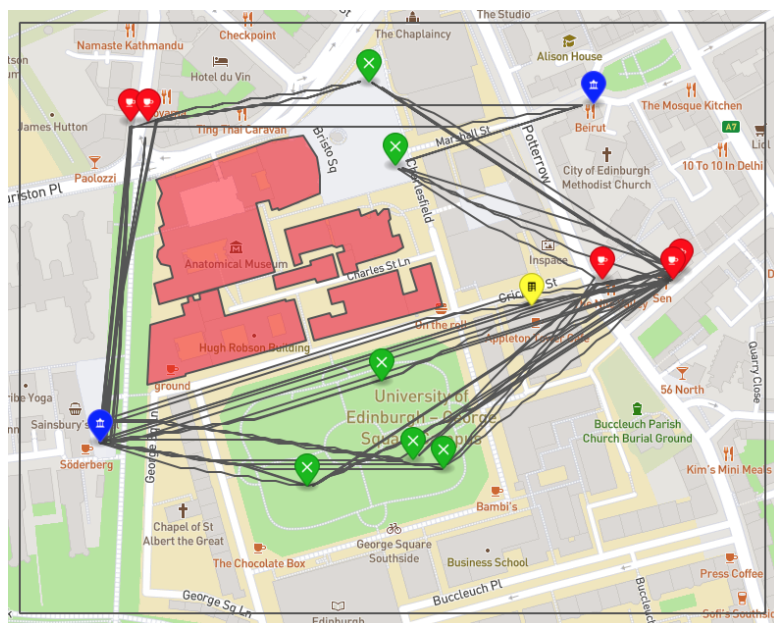 The Studio
The Chaplaincy
Namaste Kathmandu
Checkpoint
Alison House
Hotel du Vin
The Mosque Kitchen
James Hutton
Ting Thai Caravan
Bristo Sq
Marshall St
Beirut
A7
Potterrow
Paolozzi
City of Edinburgh
Methodist Church
10 To 10 In Delhi
Charlesfield
Anatomical Museum
Inspace
Charles St Ln
Sen
On the roll
Hugh Robson Building
Appleton Tower Cafe
Quarry Close
ground
56 North
University of
Edinburgh – George
Square Campus
Sainsbury's
Buccleuch Parish
Church Burial Ground
George Sq Ln
Söderberg
Kim's Mini Meals
Bambi's
Chapel of St
Albert the Great
George Square
Southside
The Chocolate Box
Business School
Press Coffee
Buccleuch Pl
George Sq Ln
Sofi's Southside
Edinburgh